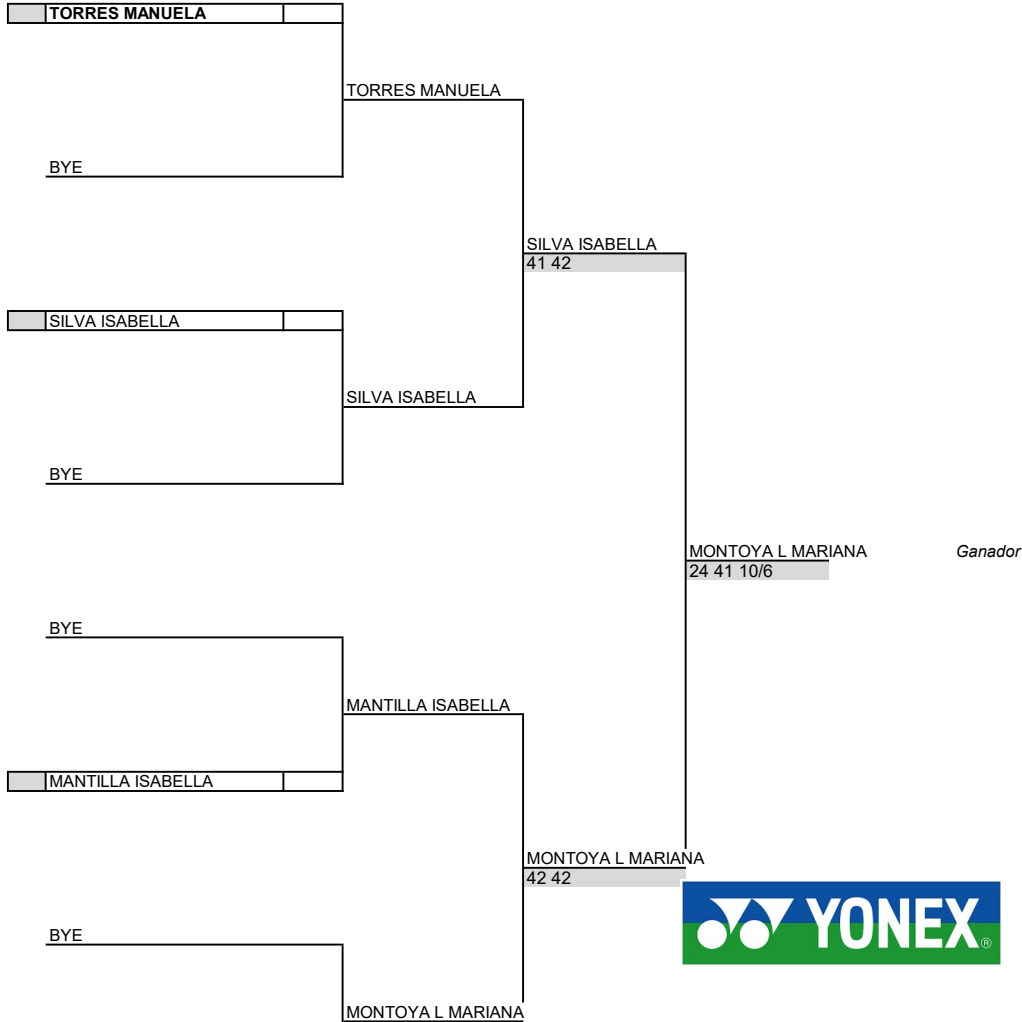 TORRES MANUELA
TORRES MANUELA
BYE
SILVA ISABELLA
41 42
SILVA ISABELLA
SILVA ISABELLA
BYE
MONTOYA L MARIANA Ganador
24 41 10/6
BYE
MANTILLA ISABELLA
MANTILLA ISABELLA
MONTOYA L MARIANA
42 42
YONEX®
BYE
MONTOYA L MARIANA